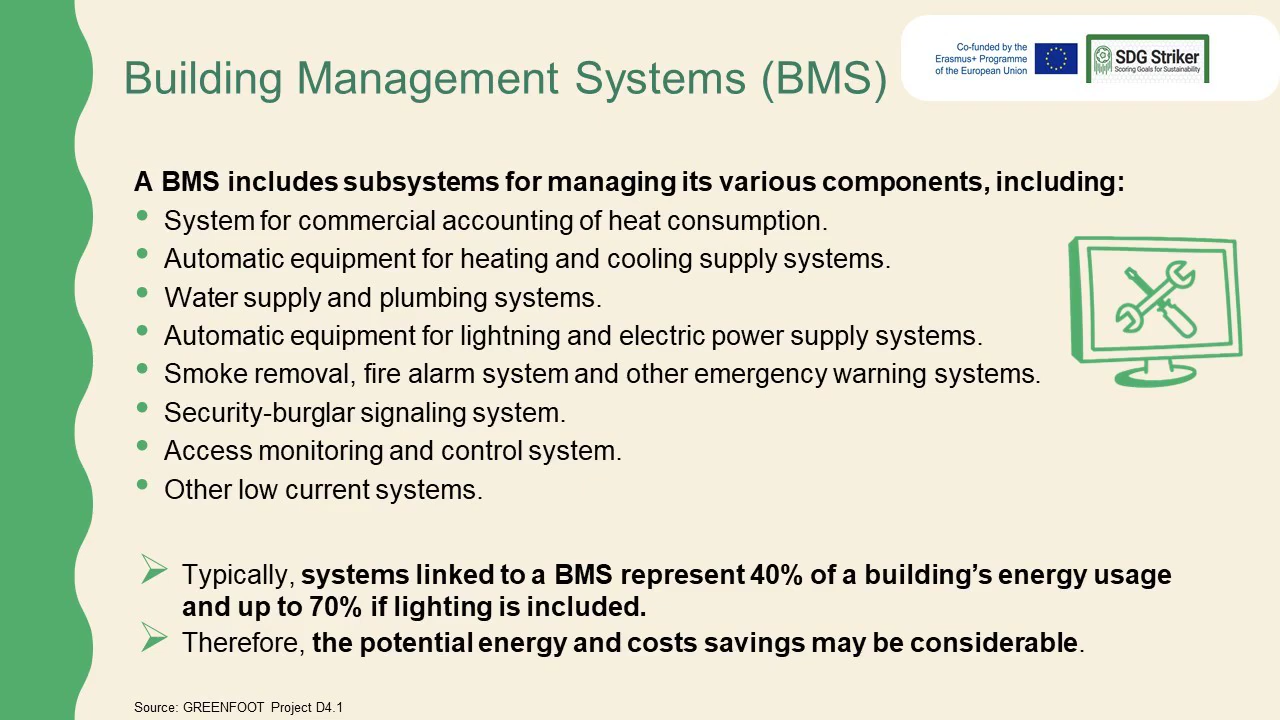 Building Management Systems (BMS)
Co-funded by the
Erasmus+ Programme
of the European Union
SDG Striker
Scoring Goals for Sustainability
A BMS includes subsystems for managing its various components, including:
• System for commercial accounting of heat consumption.
• Automatic equipment for heating and cooling supply systems.
• Water supply and plumbing systems.
• Automatic equipment for lightning and electric power supply systems.
• Smoke removal, fire alarm system and other emergency warning systems.
• Security-burglar signaling system.
• Access monitoring and control system.
• Other low current systems.
➢ Typically, systems linked to a BMS represent 40% of a building’s energy usage
and up to 70% if lighting is included.
➢ Therefore, the potential energy and costs savings may be considerable.
Source: GREENFOOT Project D4.1